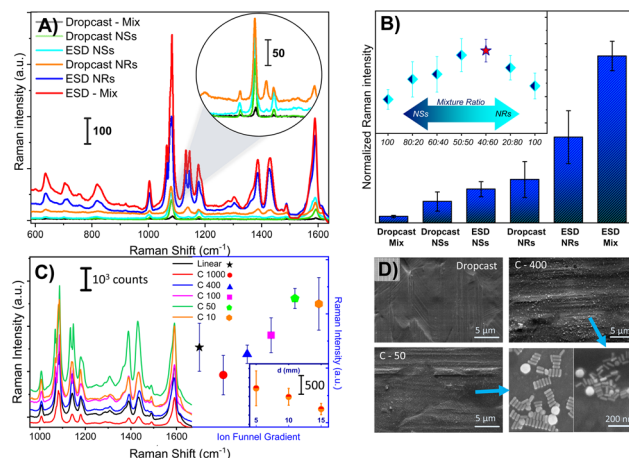 A)
Dropcast - Mix
Dropcast NSs
ESD NSs
Dropcast NRs
ESD NRs
ESD - Mix
50
100
Raman intensity (a.u.)
600 800 1000 1200 1400 1600
Raman Shift (cm-1)
B)
Normalized Raman intensity
Mixture Ratio
NSs
NRs
100 80:20 60:40 50:50 40:60 20:80 100
Dropcast Mix
Dropcast NSs
ESD NSs
Dropcast NRs
ESD NRs
ESD Mix
C)
10³ counts
Linear
C 1000
C 400
C 100
C 50
C 10
Raman Intensity (a.u.)
Raman Intensity (a.u.)
d (mm)
500
5 10 15
1000 1200 1400 1600
Ion Funnel Gradient
Raman Shift (cm-1)
D)
Dropcast
5 μm
C - 400
5 μm
C - 50
5 μm
200 nm